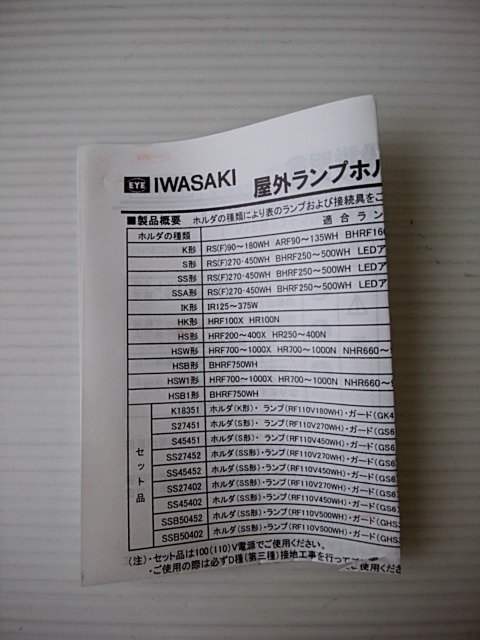 EYE IWASAKI 屋外ランプホル
■製品概要 ホルダの種類により表のランプおよび接続具をご
ホルダの種類 適合ラン
K形 RS(F)90～180WH ARF90～135WH BHRF160
S形 RS(F)270・450WH BHRF250～500WH LEDア
SS形 RS(F)270・450WH BHRF250～500WH LEDア
SSA形 RS(F)270・450WH BHRF250～500WH LEDア
IK形 IR125～375W
HK形 HRF100X HR100N
HS形 HRF200～400X HR250～400N
HSW形 HRF700～1000X HR700～1000N NHR660～
HSB形 BHRF750WH
HSW1形 HRF700～1000X HR700～1000N NHR660～
HSB1形 BHRF750WH
セット品
K18351 ホルダ(K形)・ランプ(RF110V180WH)・ガード(GK4
S27451 ホルダ(S形)・ランプ(RF110V270WH)・ガード(GS6
S45451 ホルダ(S形)・ランプ(RF110V450WH)・ガード(GS6
SS27452 ホルダ(SS形)・ランプ(RF110V270WH)・ガード(GS6
SS45452 ホルダ(SS形)・ランプ(RF110V450WH)・ガード(GS6
SS27402 ホルダ(SS形)・ランプ(RF110V270WH)・ガード(GS6
SS45402 ホルダ(SS形)・ランプ(RF110V450WH)・ガード(GS6
SSB50452 ホルダ(SS形)・ランプ(RF110V500WH)・ガード(GHS
SSB50402 ホルダ(SS形)・ランプ(RF110V500WH)・ガード(GHS
(注)・セット品は100(110)V電源でご使用ください。
・ご使用の際は必ずD種(第三種)接地工事を行って ご使用くださ